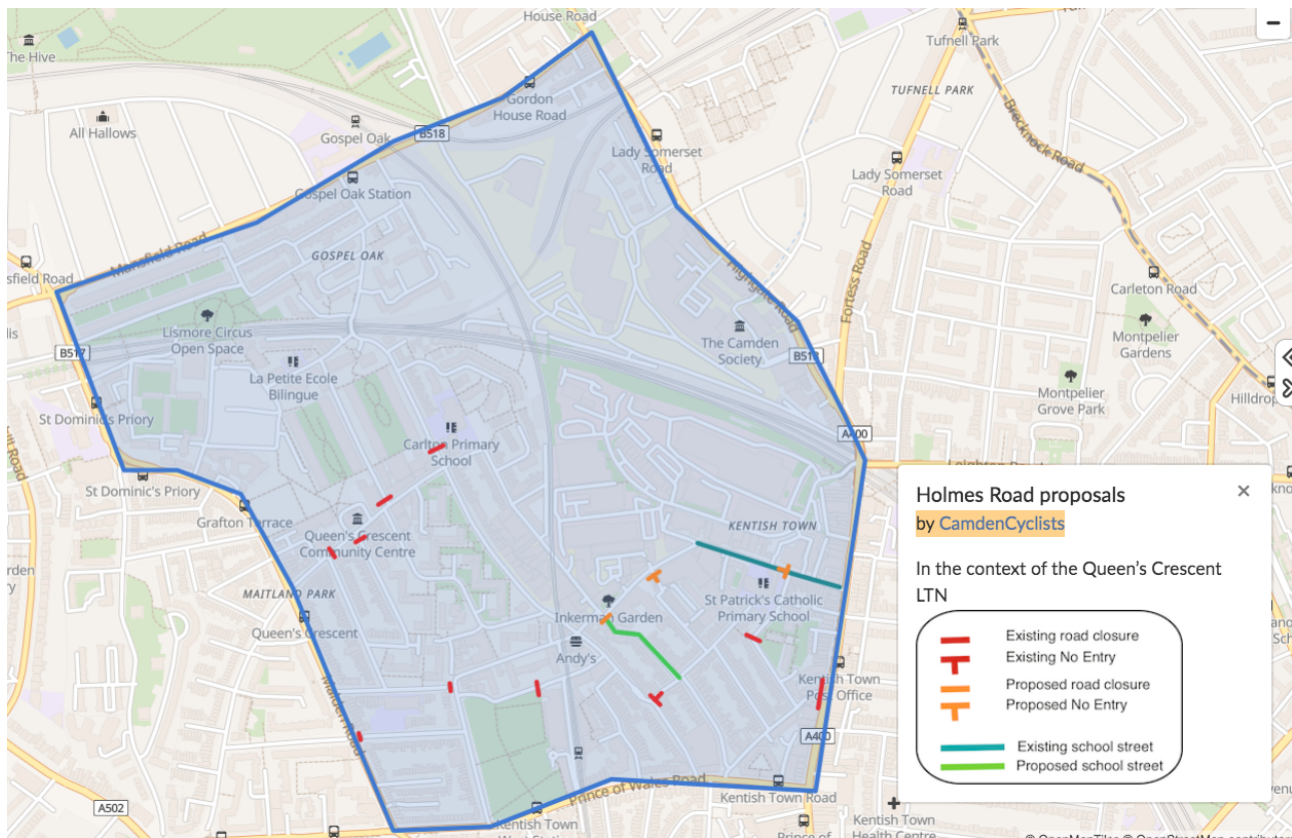 House Road
Tufnell Park
The Hive
TUFNELL PARK
Gordon
House Road
All Hallows
Gospel Oak
B518
Brecknock Road
Lady Somerset
Road
Lady Somerset
Road
Gospel Oak Station
Mansfield Road
GOSPEL OAK
sfield Road
Highgate Road
Fortess Road
Carleton Road
Lismore Circus
Open Space
The Camden
Society
Montpelier
Gardens
B517
B518
La Petite Ecole
Bilingue
Montpelier
Grove Park
Hilldrop
St Dominic's Priory
Carlton Primary
School
A400
Leighton Road
St Dominic's Priory
Grafton Terrace
KENTISH TOWN
Queen's Crescent
Community Centre
MAITLAND PARK
St Patrick's Catholic
Primary School
Inkerman Garden
Queen's Crescent
Andy's
Kentish Town
Post Office
Malden Road
A400
Prince of Wales Road
Kentish Town Road
A502
Kentish Town
Kentish Town
Health Centre
Prince of
Holmes Road proposals ×
by CamdenCyclists
In the context of the Queen's Crescent
LTN
Existing road closure
Existing No Entry
Proposed road closure
Proposed No Entry
Existing school street
Proposed school street
© OpenMapTiles © OpenStreetMap contributors